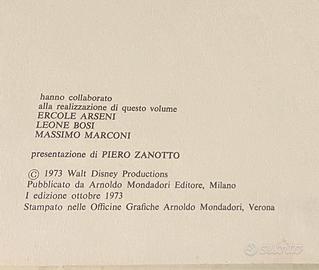 hanno collaborato
alla realizzazione di questo volume
ERCOLE ARSENI
LEONE BOSI
MASSIMO MARCONI
presentazione di PIERO ZANOTTO
© 1973 Walt Disney Productions
Pubblicato da Arnoldo Mondadori Editore, Milano
I edizione ottobre 1973
Stampato nelle Officine Grafiche Arnoldo Mondadori, Verona
subito